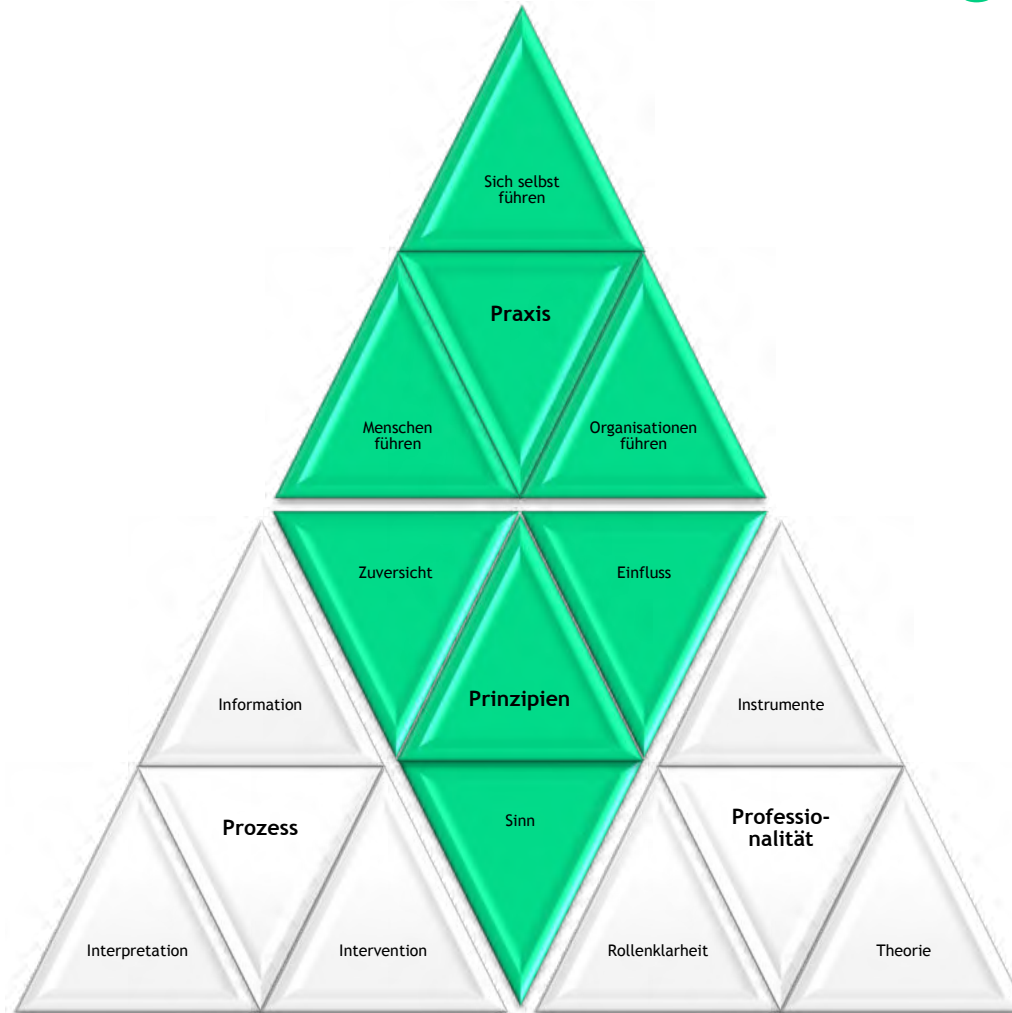 Sich selbst
führen
Praxis
Menschen
führen
Organisationen
führen
Zuversicht
Einfluss
Prinzipien
Information
Instrumente
Sinn
Prozess
Professio-
nalität
Interpretation
Intervention
Rollenklarheit
Theorie